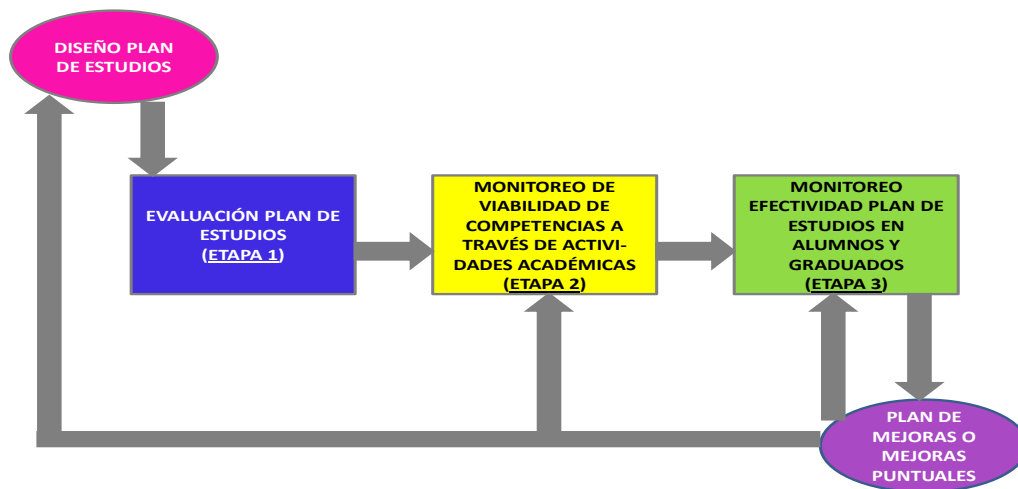 DISEÑO PLAN
DE ESTUDIOS
EVALUACIÓN PLAN DE
ESTUDIOS
(ETAPA 1)
MONITOREO DE
VIABILIDAD DE
COMPETENCIAS A
TRAVÉS DE ACTIVI-
DADES ACADÉMICAS
(ETAPA 2)
MONITOREO
EFECTIVIDAD PLAN DE
ESTUDIOS EN
ALUMNOS Y
GRADUADOS
(ETAPA 3)
PLAN DE
MEJORAS O
MEJORAS
PUNTUALES